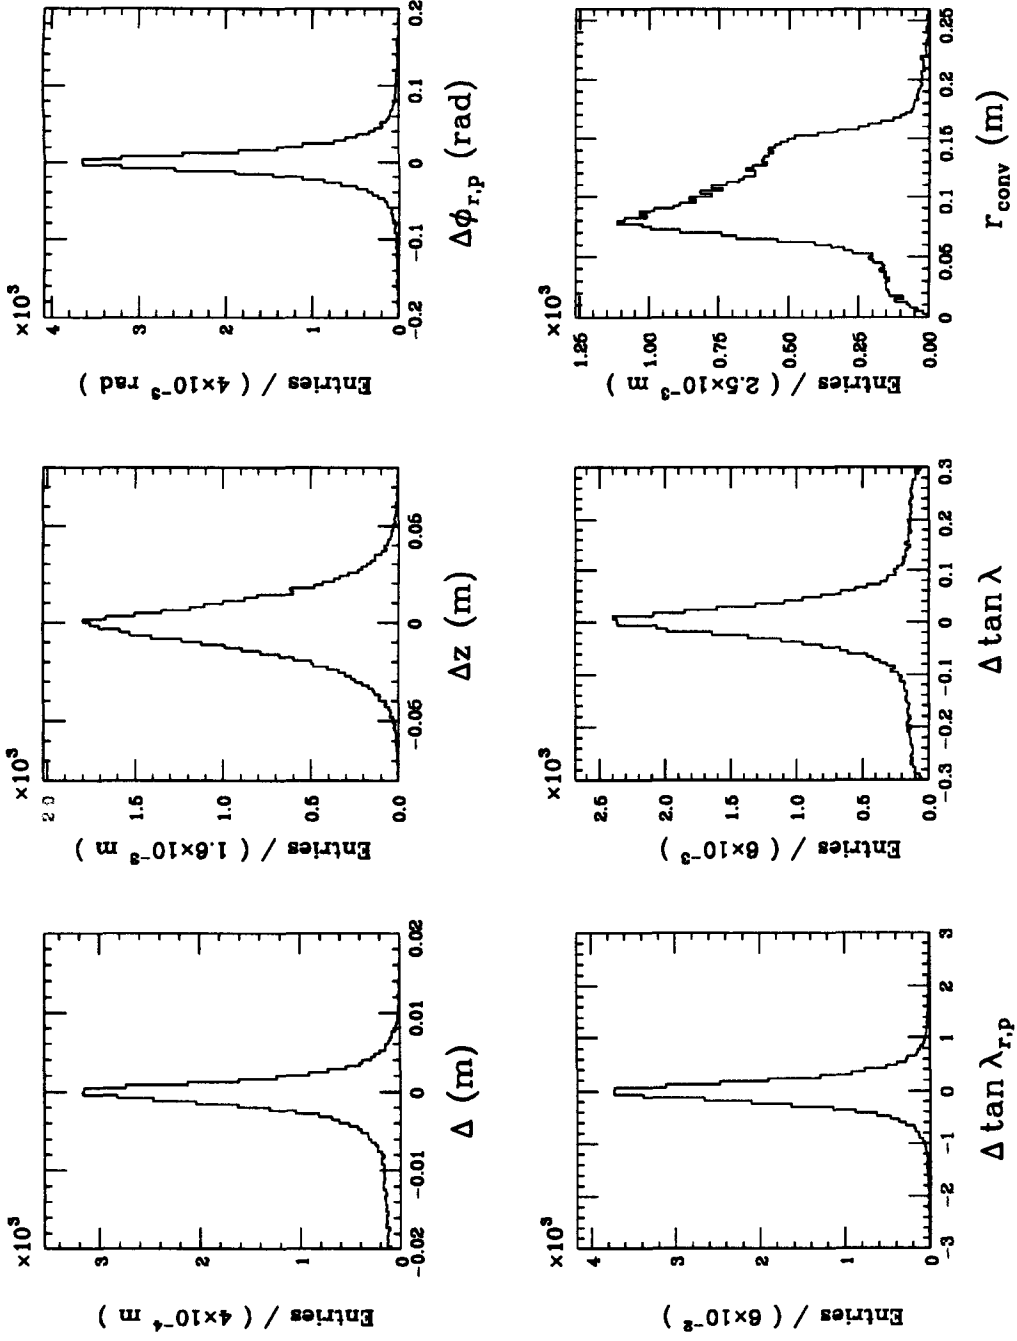 ×10³
3
2
1
0
Entries / ( 4×10⁻⁴ m )
-0.02 -0.01 0 0.01 0.02
Δ (m)
×10³
2.0
1.5
1.0
0.5
0.0
Entries / ( 1.6×10⁻³ m )
-0.05 0 0.05
Δz (m)
×10³
4
3
2
1
0
Entries / ( 4×10⁻³ rad )
-0.2 -0.1 0 0.1 0.2
Δϕr,p (rad)
×10³
4
3
2
1
0
Entries / ( 6×10⁻² )
-3 -2 -1 0 1 2 3
Δ tan λr,p
×10³
2.5
2.0
1.5
1.0
0.5
0.0
Entries / ( 6×10⁻³ )
-0.3 -0.2 -0.1 0 0.1 0.2 0.3
Δ tan λ
×10³
1.25
1.00
0.75
0.50
0.25
0.00
Entries / ( 2.5×10⁻³ m )
0 0.05 0.1 0.15 0.2 0.25
rconv (m)